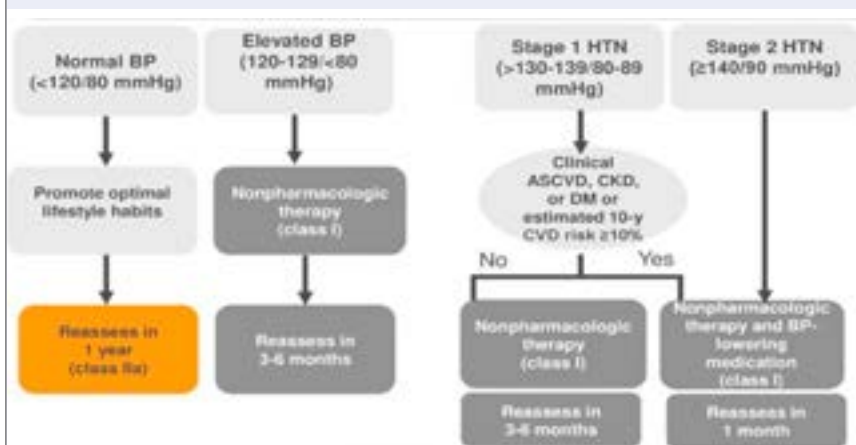 Normal BP
(<120/80 mmHg)
Elevated BP
(120-129/<80
mmHg)
Stage 1 HTN
(>130-139/80-89
mmHg)
Stage 2 HTN
(≥140/90 mmHg)
Promote optimal
lifestyle habits
Nonpharmacologic
therapy
(class I)
Clinical
ASCVD, CKD,
or DM or
estimated 10-y
CVD risk ≥10%
No
Yes
Reassess in
1 year
(class IIa)
Reassess in
3-6 months
Nonpharmacologic
therapy
(class I)
Nonpharmacologic
therapy and BP-
lowering
medication
(class I)
Reassess in
3-6 months
Reassess in
1 month